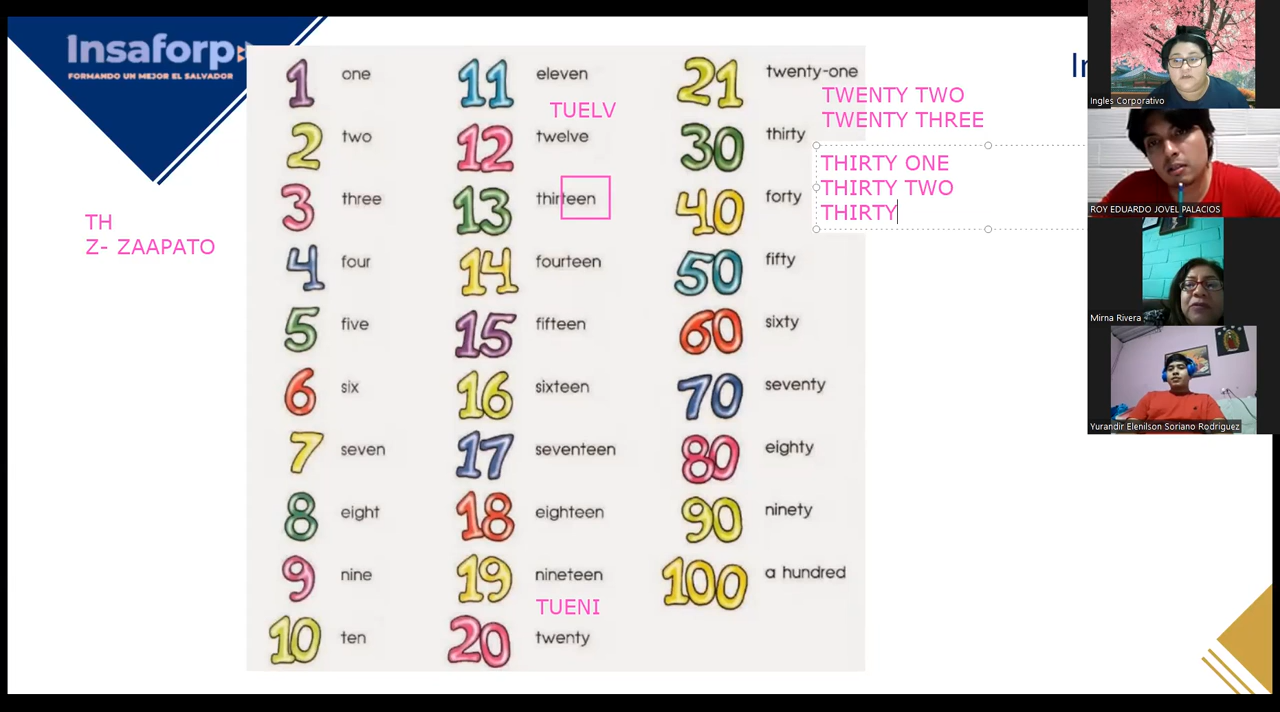 Insaforp
FORMANDO UN MEJOR EL SALVADOR
1 one
2 two
3 three
4 four
5 five
6 six
7 seven
8 eight
9 nine
10 ten
11 eleven
TUELV
12 twelve
13 thirteen
14 fourteen
15 fifteen
16 sixteen
17 seventeen
18 eighteen
19 nineteen
TUENI
20 twenty
21 twenty-one
30 thirty
40 forty
50 fifty
60 sixty
70 seventy
80 eighty
90 ninety
100 a hundred
TH
Z- ZAAPATO
TWENTY TWO
TWENTY THREE
THIRTY ONE
THIRTY TWO
THIRTY
Ingles Corporativo
ROY EDUARDO JOVEL PALACIOS
Mirna Rivera
Yurandir Elenilson Soriano Rodriguez